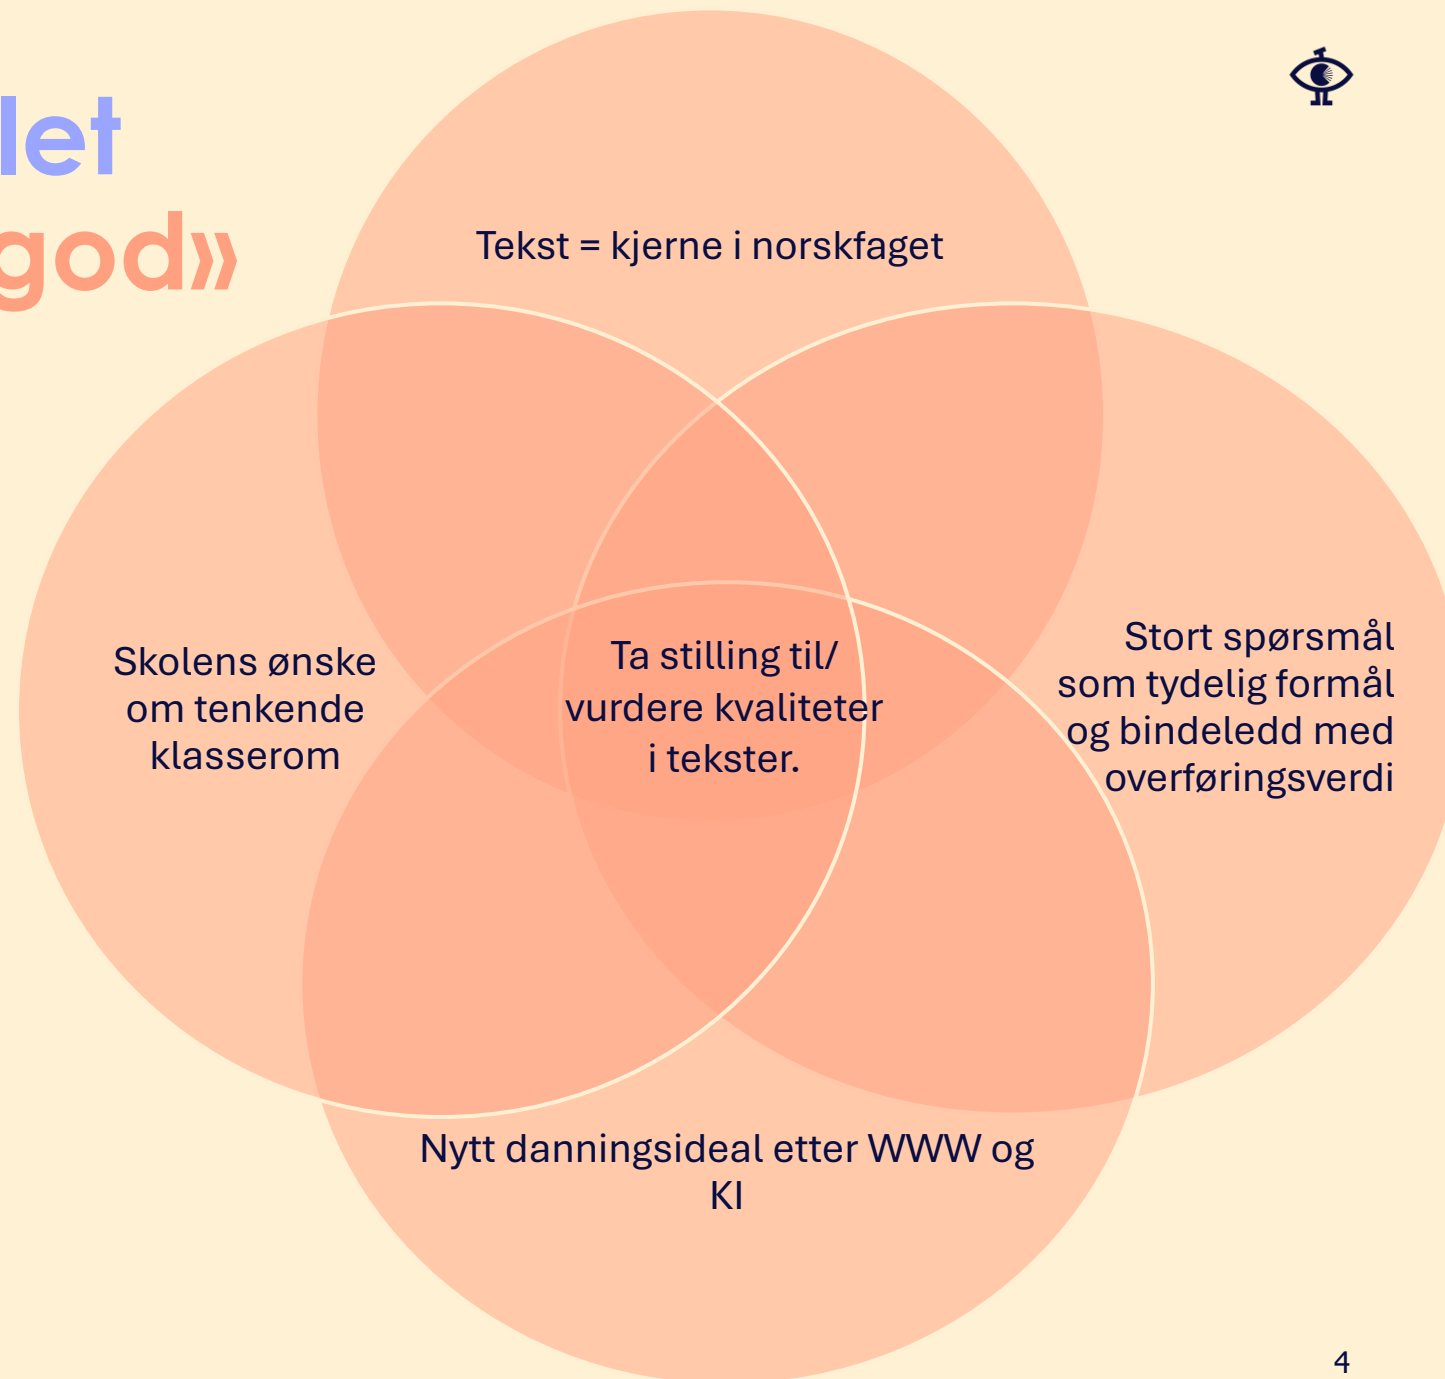 let
god»
Tekst = kjerne i norskfaget
Skolens ønske
om tenkende
klasserom
Ta stilling til/
vurdere kvaliteter
i tekster.
Stort spørsmål
som tydelig formål
og bindeledd med
overføringsverdi
Nytt danningsideal etter WWW og
KI
4